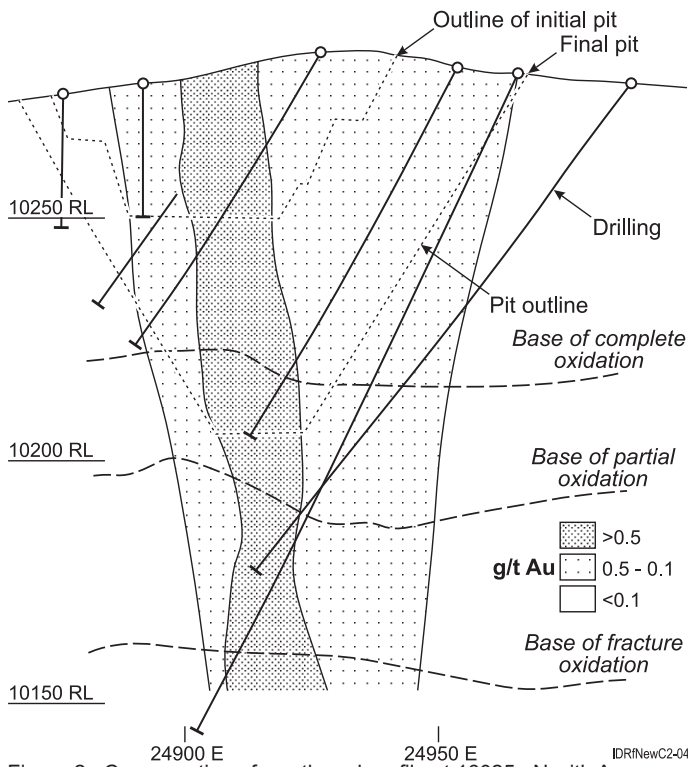 Outline of initial pit
Final pit
10250 RL
Drilling
Pit outline
Base of complete
oxidation
10200 RL
Base of partial
oxidation
>0.5
g/t Au
0.5 - 0.1
<0.1
Base of fracture
oxidation
10150 RL
24900 E
24950 E
IDRfNewC2-04